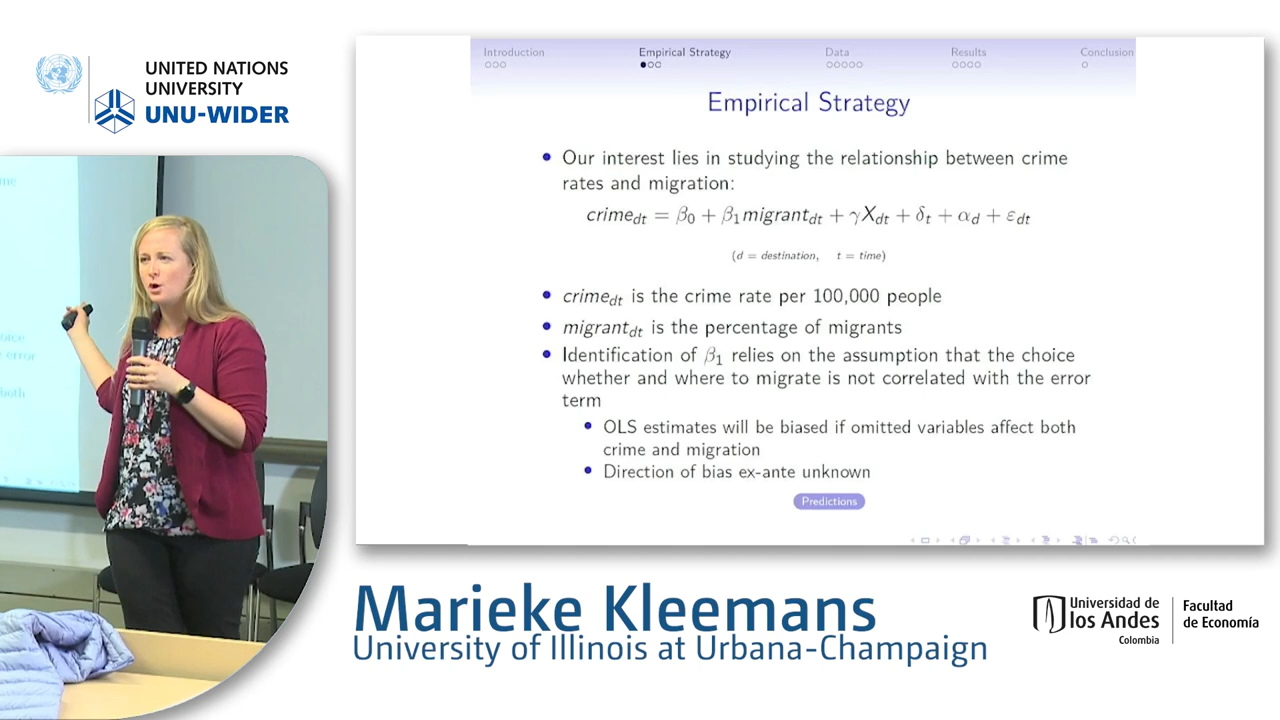 UNITED NATIONS
UNIVERSITY
UNU-WIDER
Introduction
Empirical Strategy
Data
Results
Conclusion
Empirical Strategy
• Our interest lies in studying the relationship between crime
rates and migration:
crime_dt = β₀ + β₁migrant_dt + γX_dt + δ_t + α_d + ε_dt
(d = destination, t = time)
• crime_dt is the crime rate per 100,000 people
• migrant_dt is the percentage of migrants
• Identification of β₁ relies on the assumption that the choice
whether and where to migrate is not correlated with the error
term
• OLS estimates will be biased if omitted variables affect both
crime and migration
• Direction of bias ex-ante unknown
Predictions
Marieke Kleemans
University of Illinois at Urbana-Champaign
Universidad de
los Andes
Colombia
Facultad
de Economía